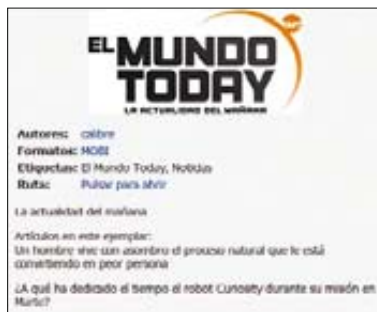 EL MUNDO
TODAY
LA ACTUALIDAD DEL MAÑANA
Autores: calibre
Formatos: MOBI
Etiquetas: El Mundo Today, Noticias
Ruta: Pulsar para abrir
La actualidad del mañana
Artículos en este ejemplar:
Un hombre vive con asombro el proceso natural que le está
convirtiendo en peor persona
¿A qué ha dedicado el tiempo el robot Curiosity durante su misión en
Marte?